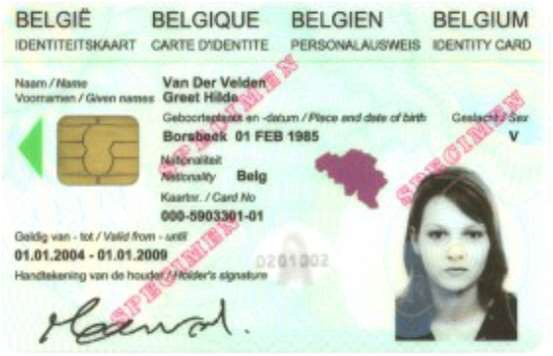 BELGIË BELGIQUE BELGIEN BELGIUM
IDENTITEITSKAART CARTE D'IDENTITE PERSONALAUSWEIS IDENTITY CARD
Naam / Name Van Der Velden
Voornamen / Given names Greet Hilde
Geboorteplaats en -datum / Place and date of birth Geslacht / Sex
Borsbeek 01 FEB 1985 V
Nationaliteit
Nationality Belg
Kaartnr. / Card No
000-5903301-01
Geldig van - tot / Valid from - until
01.01.2004 - 01.01.2009
0201002
Handtekening van de houder / Holder's signature
SPECIMEN
SPECIMEN
SPECIMEN